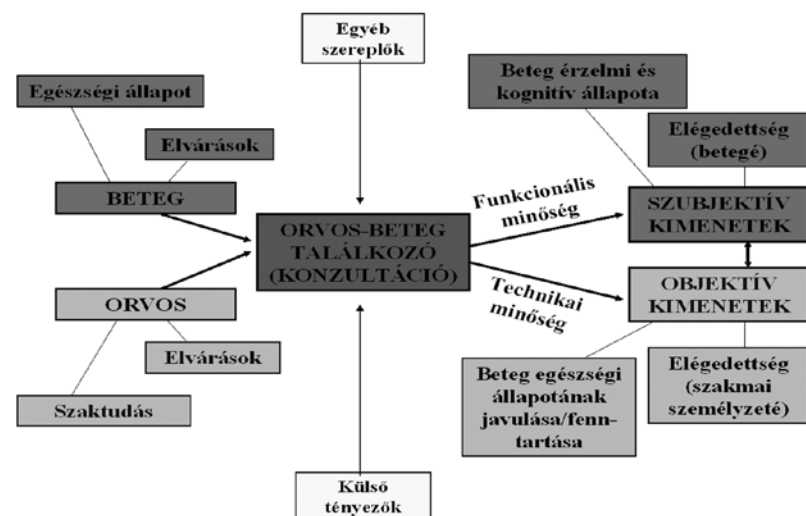 Egyéb
szereplők
Egészségi állapot
Elvárások
BETEG
ORVOS
Elvárások
Szaktudás
ORVOS-BETEG
TALÁLKOZÓ
(KONZULTÁCIÓ)
Külső
tényezők
Funkcionális
minőség
Technikai
minőség
Beteg érzelmi és
kognitív állapota
Elégedettség
(betegé)
SZUBJEKTÍV
KIMENETEK
OBJEKTÍV
KIMENETEK
Beteg egészségi
állapotának
javulása/fenn-
tartása
Elégedettség
(szakmai
személyzeté)